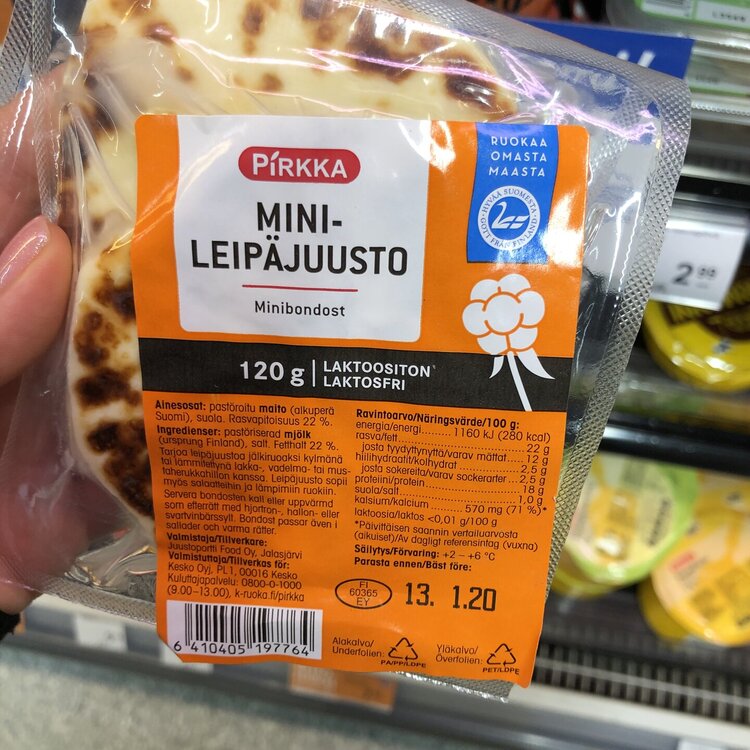 PIRKKA
MINI-
LEIPÄJUUSTO
Minibondost
RUOKAA
OMASTA
MAASTA
HYVÄÄ SUOMESTA
GOTT FRÅN FINLAND
120 g | LAKTOOSITON
LAKTOSFRI
Ainesosat: pastöroitu maito (alkuperä
Suomi), suola. Rasvapitoisuus 22 %.
Ingredienser: pastöriserad mjölk
(ursprung Finland), salt. Fetthalt 22 %.
Tarjoa leipäjuustoa jälkiruoaksi kylmänä
tai lämmitettynä lakka-, vadelma- tai mus-
taherukkahillon kanssa. Leipäjuusto sopii
myös salaatteihin ja lämpimiin ruokiin.
Servera bondosten kall eller uppvärmd
som efterrätt med hjortron-, hallon- eller
svartvinbärssylt. Bondost passar även i
sallader och varma rätter.
Valmistaja/Tillverkare:
Juustoportti Food Oy, Jalasjärvi
Valmistuttaja/Tillverkas för:
Kesko Oyj, PL1, 00016 Kesko
Kuluttajapalvelu: 0800-0-1000
(9.00–13.00), k-ruoka.fi/pirkka
6 410405 197764
Ravintoarvo/Näringsvärde/100 g:
energia/energi......... 1160 kJ (280 kcal)
rasva/fett............ 22 g
josta tyydyttynyttä/varav mättat.... 12 g
hiilihydraatit/kolhydrat............ 2,5 g
josta sokereita/varav sockerarter.. 2,5 g
proteiini/protein............ 18 g
suola/salt............ 1,0 g
kalsium/kalcium............ 570 mg (71 %)*
laktoosia/laktos <0,01 g/100 g
*Päivittäisen saannin vertailuarvosta
(aikuiset)/Av dagligt referensintag (vuxna)
Säilytys/Förvaring: +2 – +6 °C
Parasta ennen/Bäst före:
FI
60365
EY
13. 1.20
Alakalvo/
Underfolien:
PA/PP/LDPE
Yläkalvo/
Överfolien:
PET/LDPE
2.99